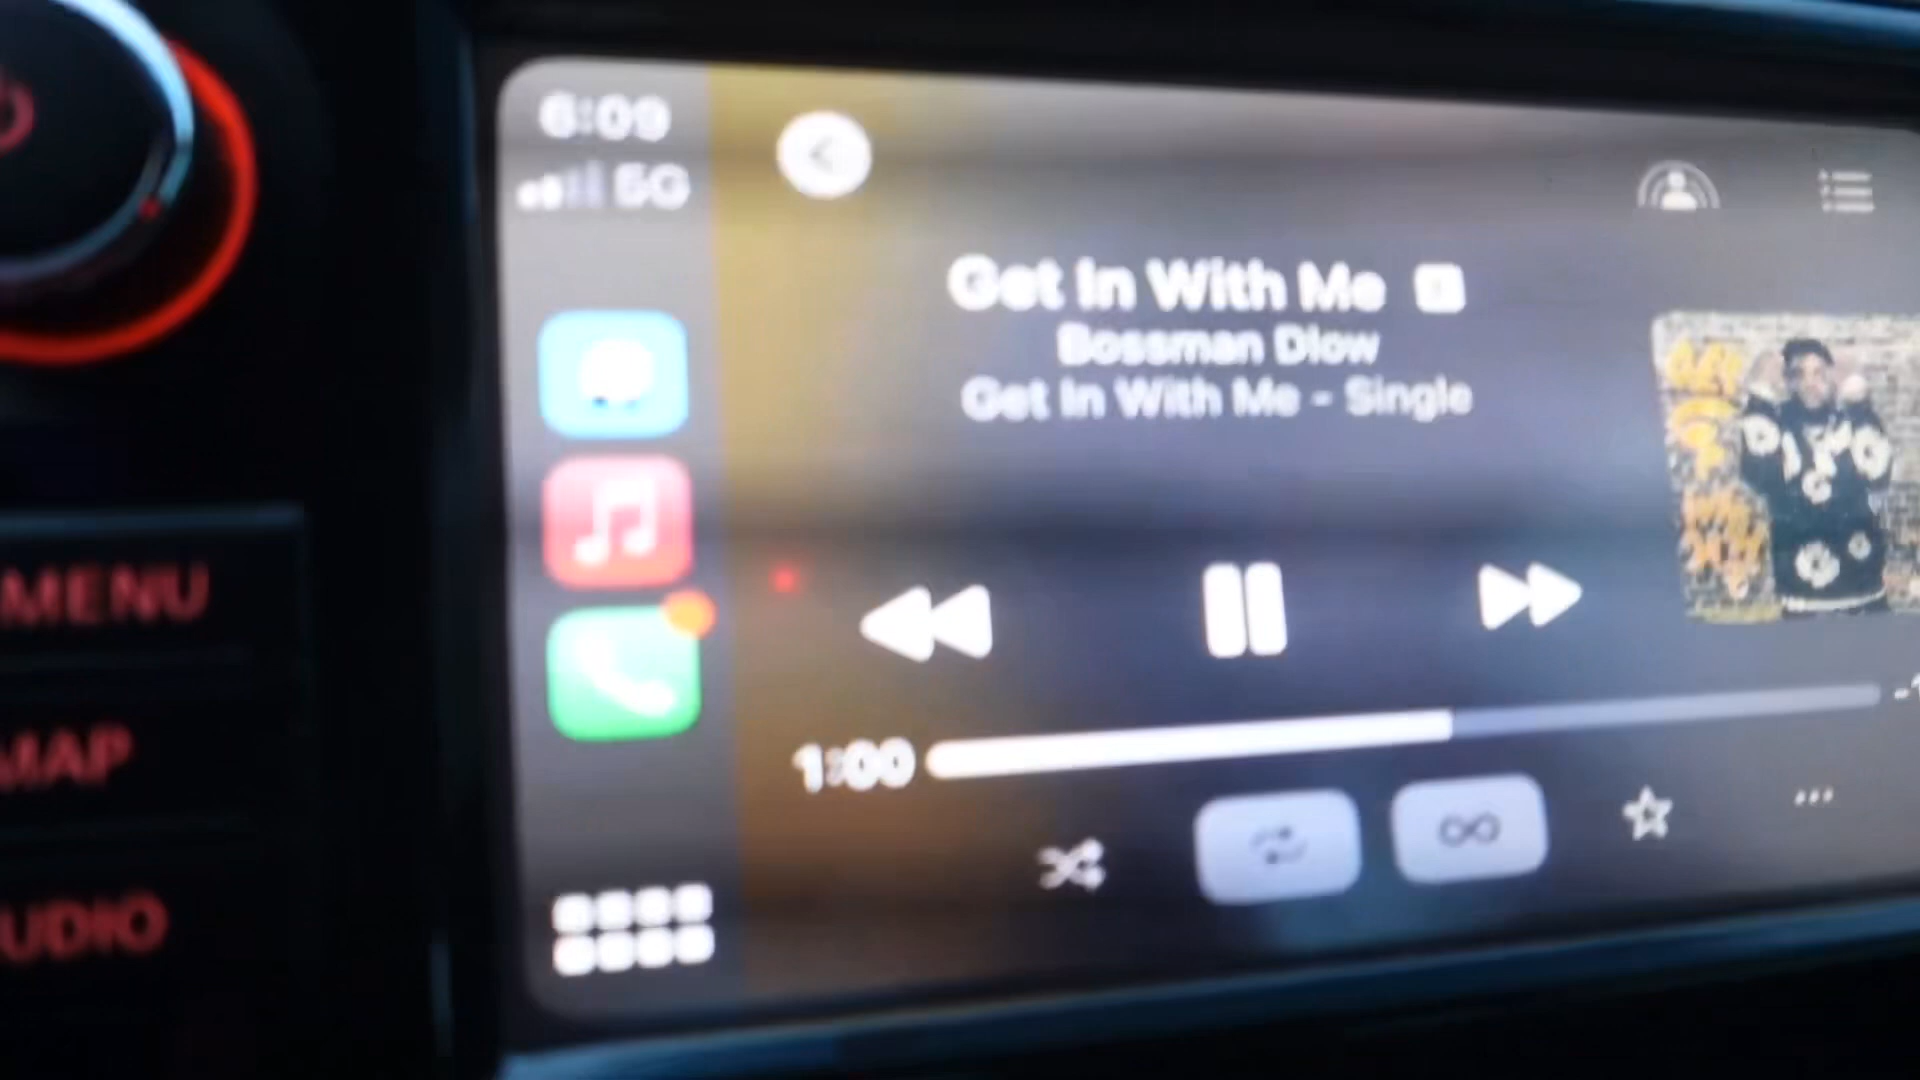 6:09
5G
Get In With Me E
Bossman Dlow
Get In With Me - Single
1:00
MENU
MAP
UDIO